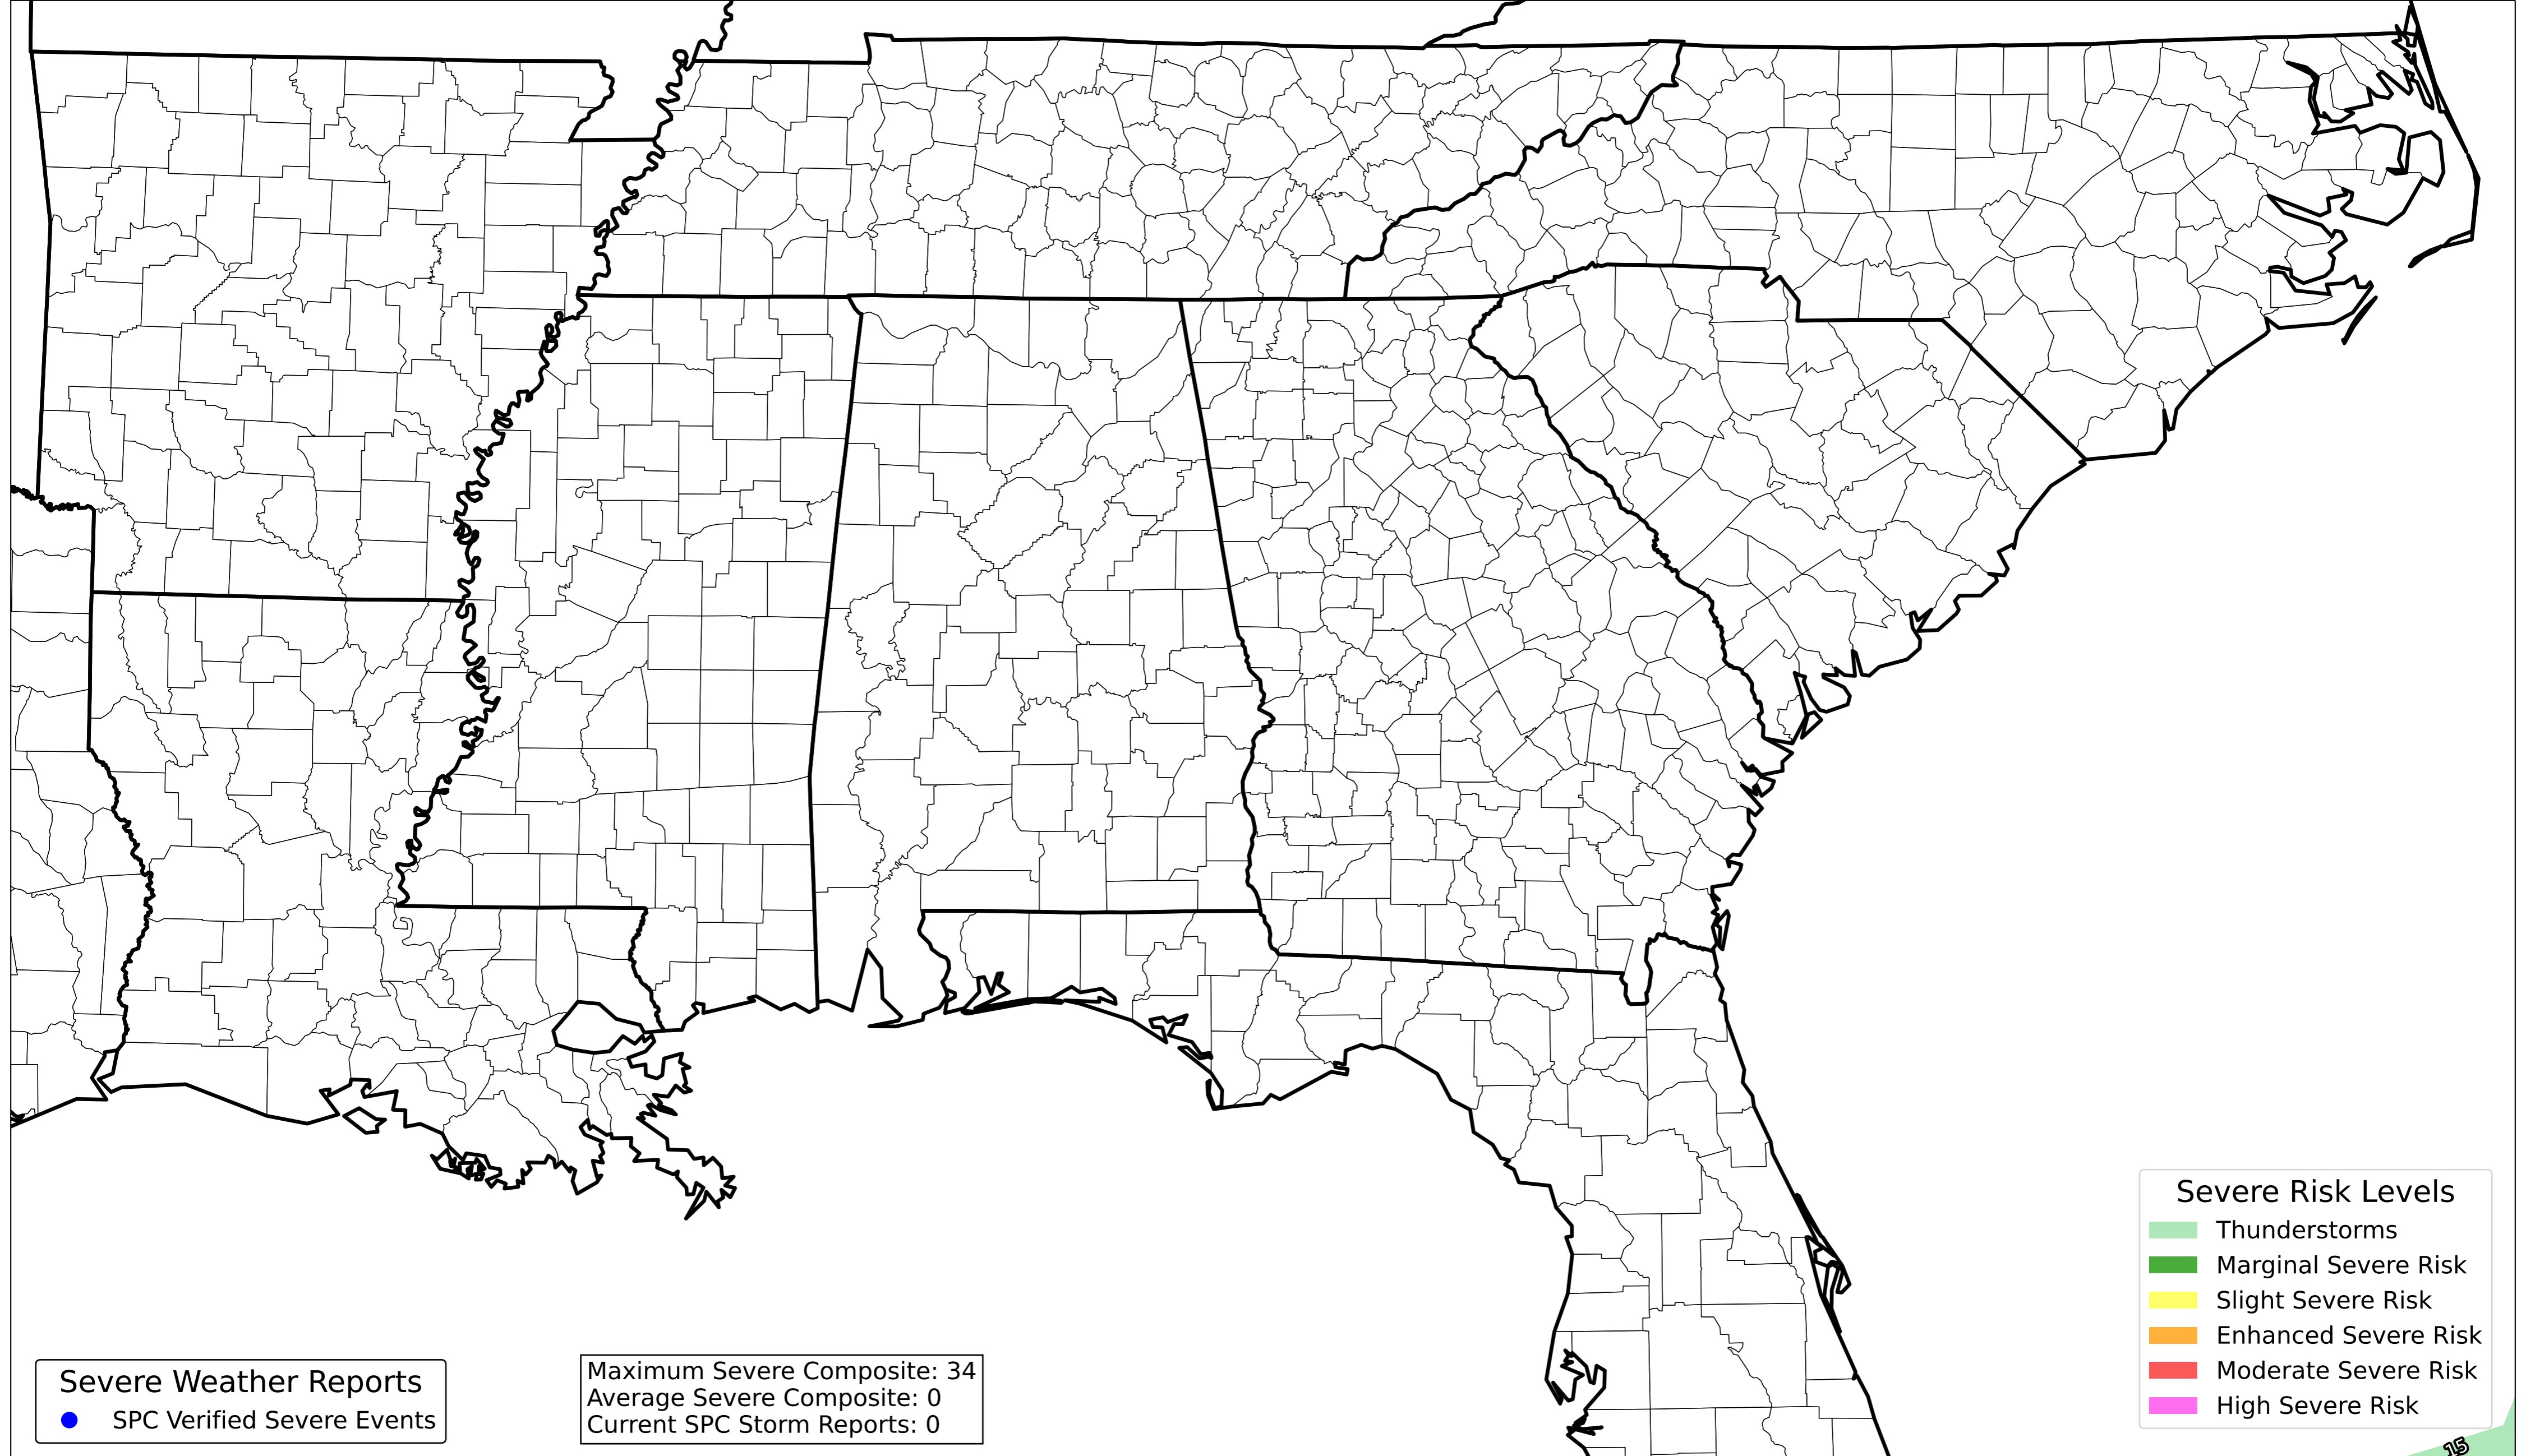 Severe Weather Reports
SPC Verified Severe Events
Maximum Severe Composite: 34
Average Severe Composite: 0
Current SPC Storm Reports: 0
Severe Risk Levels
Thunderstorms
Marginal Severe Risk
Slight Severe Risk
Enhanced Severe Risk
Moderate Severe Risk
High Severe Risk
15